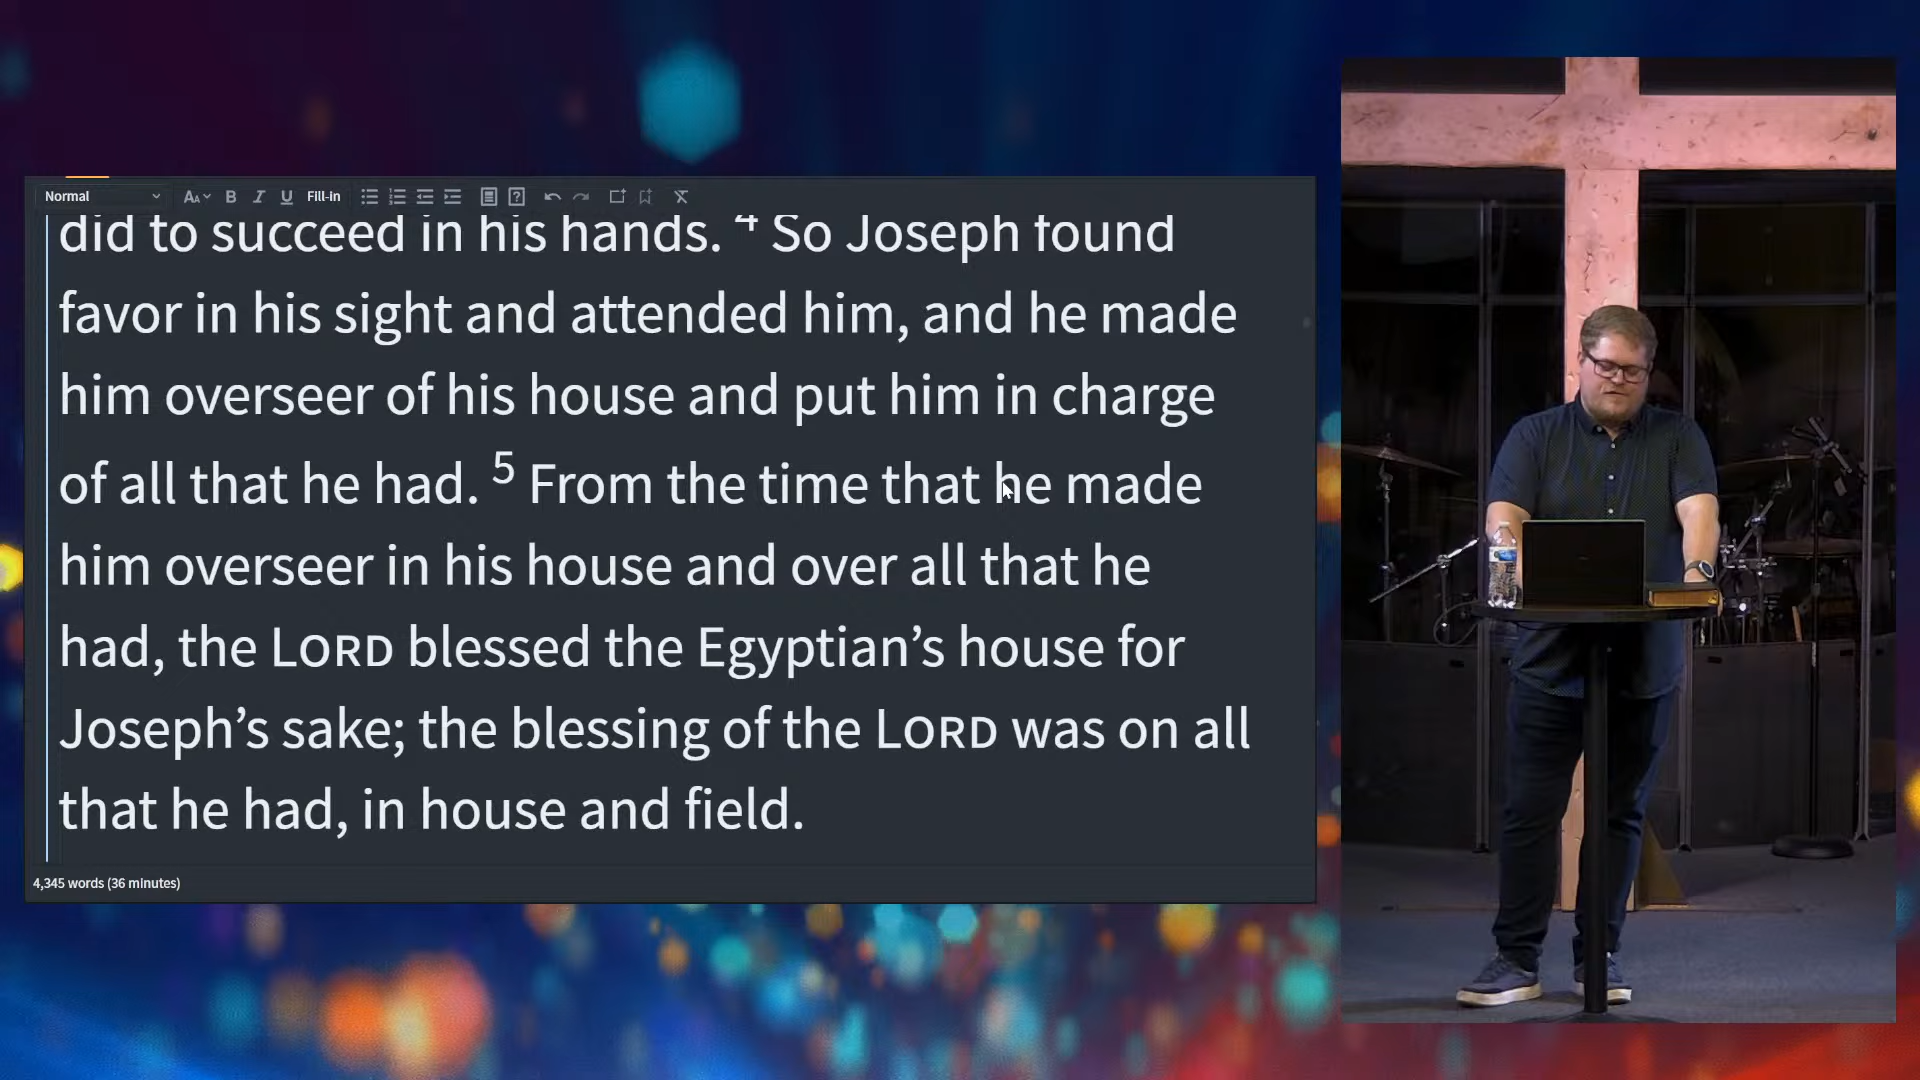 Normal
Fill-in
did to succeed in his hands. 4 So Joseph found
favor in his sight and attended him, and he made
him overseer of his house and put him in charge
of all that he had. 5 From the time that he made
him overseer in his house and over all that he
had, the LORD blessed the Egyptian’s house for
Joseph’s sake; the blessing of the LORD was on all
that he had, in house and field.
4,345 words (36 minutes)